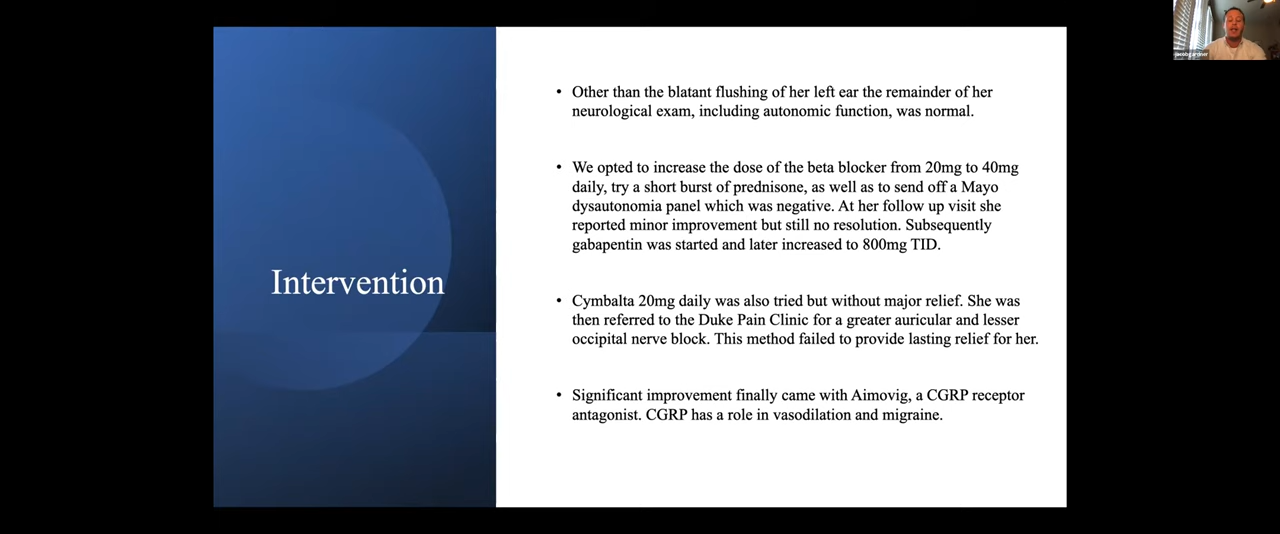 Intervention
• Other than the blatant flushing of her left ear the remainder of her
neurological exam, including autonomic function, was normal.
• We opted to increase the dose of the beta blocker from 20mg to 40mg
daily, try a short burst of prednisone, as well as to send off a Mayo
dysautonomia panel which was negative. At her follow up visit she
reported minor improvement but still no resolution. Subsequently
gabapentin was started and later increased to 800mg TID.
• Cymbalta 20mg daily was also tried but without major relief. She was
then referred to the Duke Pain Clinic for a greater auricular and lesser
occipital nerve block. This method failed to provide lasting relief for her.
• Significant improvement finally came with Aimovig, a CGRP receptor
antagonist. CGRP has a role in vasodilation and migraine.
jacobgardner